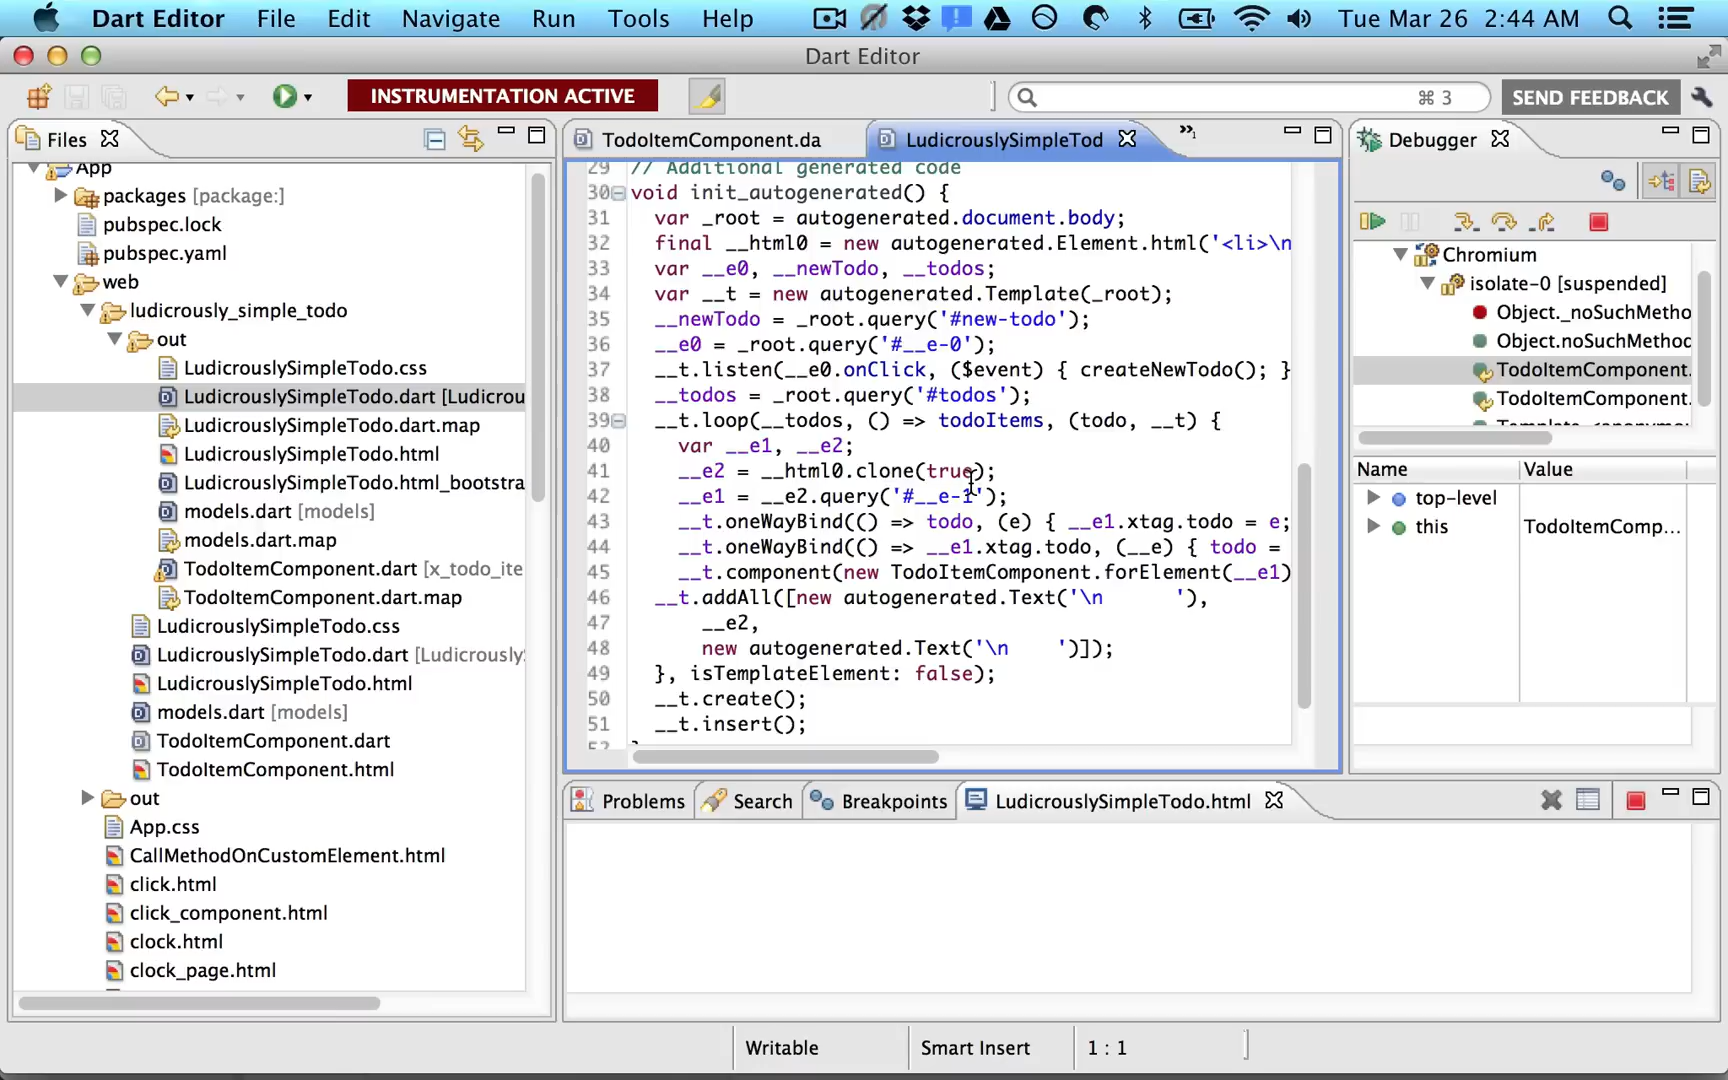 Dart Editor File Edit Navigate Run Tools Help Tue Mar 26 2:44 AM
Dart Editor
INSTRUMENTATION ACTIVE ⌘ 3 SEND FEEDBACK
Files
App
packages [package:]
pubspec.lock
pubspec.yaml
web
ludicrously_simple_todo
out
LudicrouslySimpleTodo.css
LudicrouslySimpleTodo.dart [Ludicrou
LudicrouslySimpleTodo.dart.map
LudicrouslySimpleTodo.html
LudicrouslySimpleTodo.html_bootstra
models.dart [models]
models.dart.map
TodoItemComponent.dart [x_todo_ite
TodoItemComponent.dart.map
LudicrouslySimpleTodo.css
LudicrouslySimpleTodo.dart [Ludicrously
LudicrouslySimpleTodo.html
models.dart [models]
TodoItemComponent.dart
TodoItemComponent.html
out
App.css
CallMethodOnCustomElement.html
click.html
click_component.html
clock.html
clock_page.html
TodoItemComponent.da LudicrouslySimpleTod »1
29 // Additional generated code
30 void init_autogenerated() {
31 var _root = autogenerated.document.body;
32 final __html0 = new autogenerated.Element.html('<li>\n
33 var __e0, __newTodo, __todos;
34 var __t = new autogenerated.Template(_root);
35 __newTodo = _root.query('#new-todo');
36 __e0 = _root.query('#__e-0');
37 __t.listen(__e0.onClick, ($event) { createNewTodo(); }
38 __todos = _root.query('#todos');
39 __t.loop(__todos, () => todoItems, (todo, __t) {
40 var __e1, __e2;
41 __e2 = __html0.clone(true);
42 __e1 = __e2.query('#__e-1');
43 __t.oneWayBind(() => todo, (e) { __e1.xtag.todo = e;
44 __t.oneWayBind(() => __e1.xtag.todo, (__e) { todo =
45 __t.component(new TodoItemComponent.forElement(__e1)
46 __t.addAll([new autogenerated.Text('\n '),
47 __e2,
48 new autogenerated.Text('\n ')]);
49 }, isTemplateElement: false);
50 __t.create();
51 __t.insert();
52
Debugger
Chromium
isolate-0 [suspended]
Object._noSuchMetho
Object.noSuchMethod
TodoItemComponent.
TodoItemComponent.
Name Value
top-level
this TodoItemComp...
Problems Search Breakpoints LudicrouslySimpleTodo.html
Writable Smart Insert 1 : 1